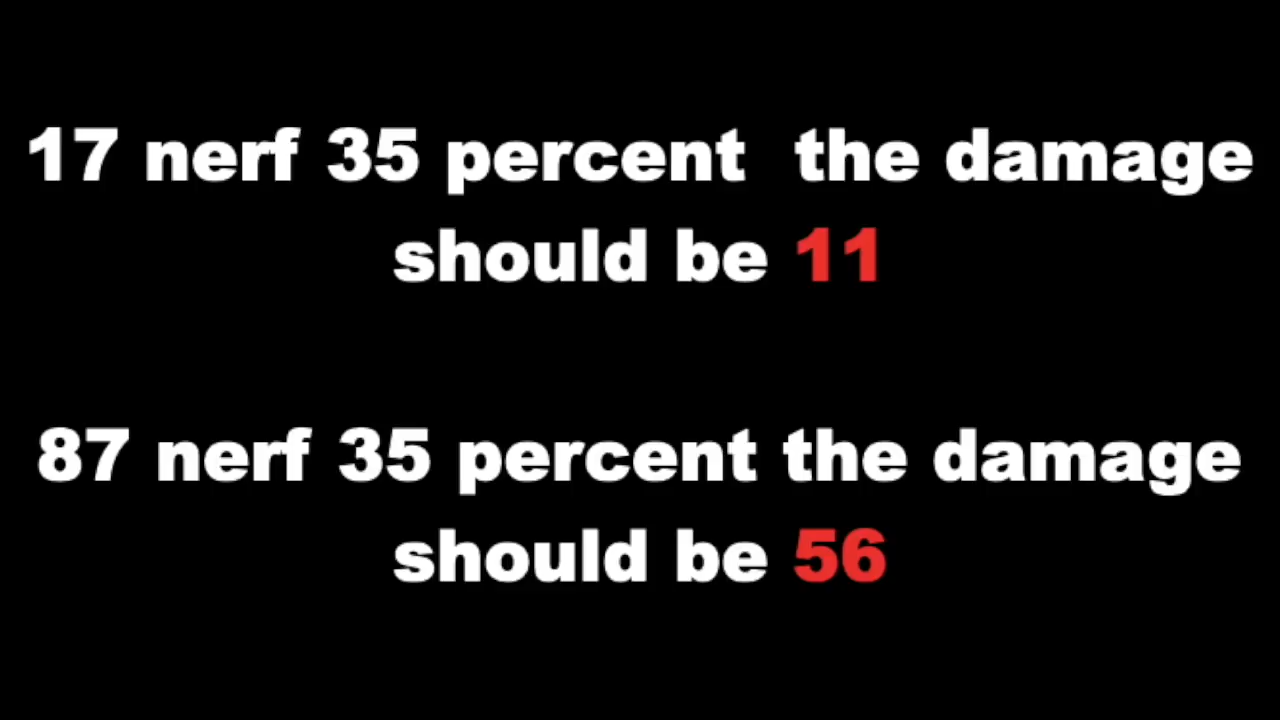 17 nerf 35 percent  the damage
should be 11
87 nerf 35 percent the damage
should be 56